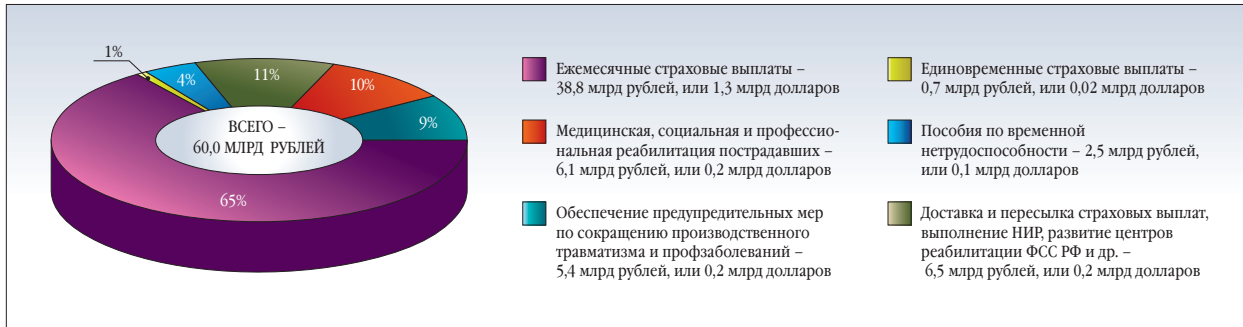 1%
4%
11%
10%
9%
65%
ВСЕГО –
60,0 МЛРД РУБЛЕЙ
Ежемесячные страховые выплаты –
38,8 млрд рублей, или 1,3 млрд долларов
Медицинская, социальная и профессио-
нальная реабилитация пострадавших –
6,1 млрд рублей, или 0,2 млрд долларов
Обеспечение предупредительных мер
по сокращению производственного
травматизма и профзаболеваний –
5,4 млрд рублей, или 0,2 млрд долларов
Единовременные страховые выплаты –
0,7 млрд рублей, или 0,02 млрд долларов
Пособия по временной
нетрудоспособности – 2,5 млрд рублей,
или 0,1 млрд долларов
Доставка и пересылка страховых выплат,
выполнение НИР, развитие центров
реабилитации ФСС РФ и др. –
6,5 млрд рублей, или 0,2 млрд долларов